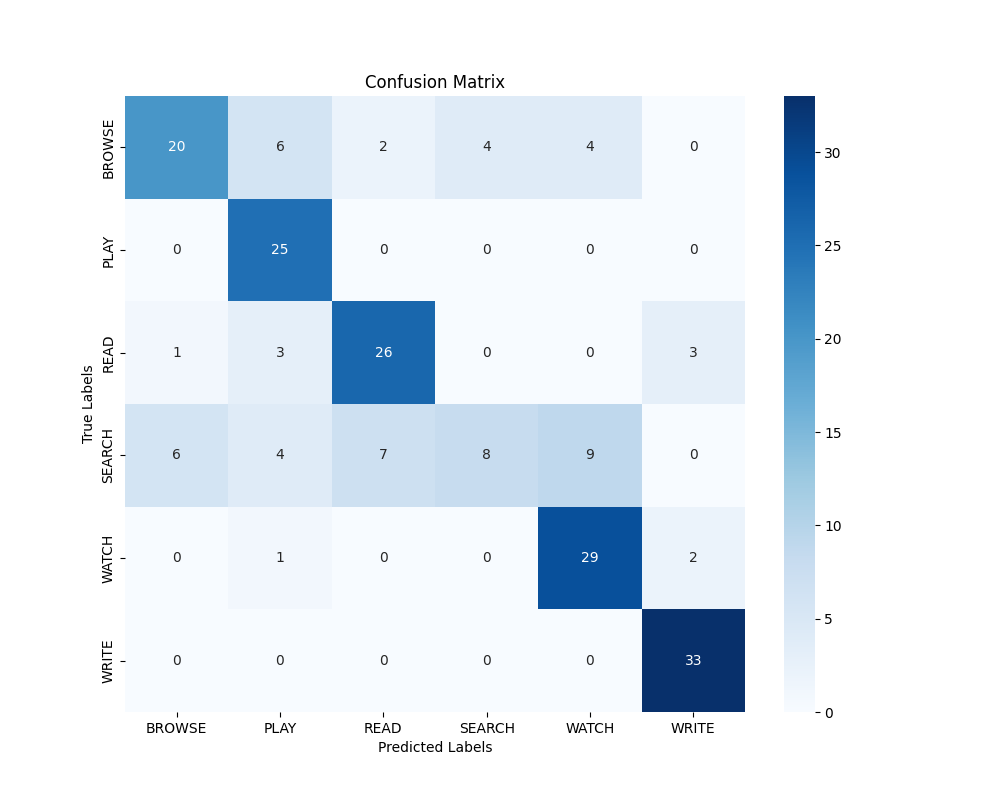 Confusion Matrix
BROWSE 20 6 2 4 4 0
PLAY 0 25 0 0 0 0
READ 1 3 26 0 0 3
SEARCH 6 4 7 8 9 0
WATCH 0 1 0 0 29 2
WRITE 0 0 0 0 0 33
BROWSE PLAY READ SEARCH WATCH WRITE
Predicted Labels
True Labels
30
25
20
15
10
5
0